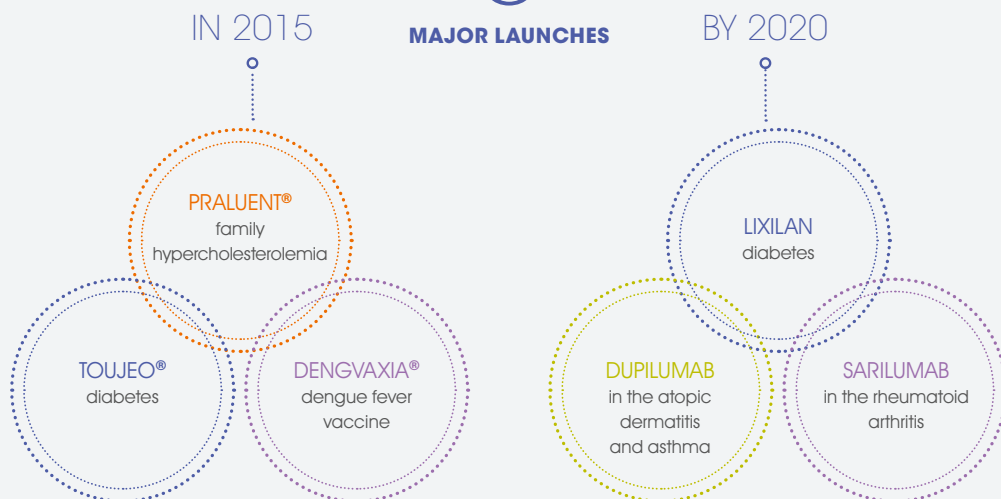 IN 2015
MAJOR LAUNCHES
BY 2020
PRALUENT®
family
hypercholesterolemia
TOUJEO®
diabetes
DENGVAXIA®
dengue fever
vaccine
LIXILAN
diabetes
DUPILUMAB
in the atopic
dermatitis
and asthma
SARILUMAB
in the rheumatoid
arthritis